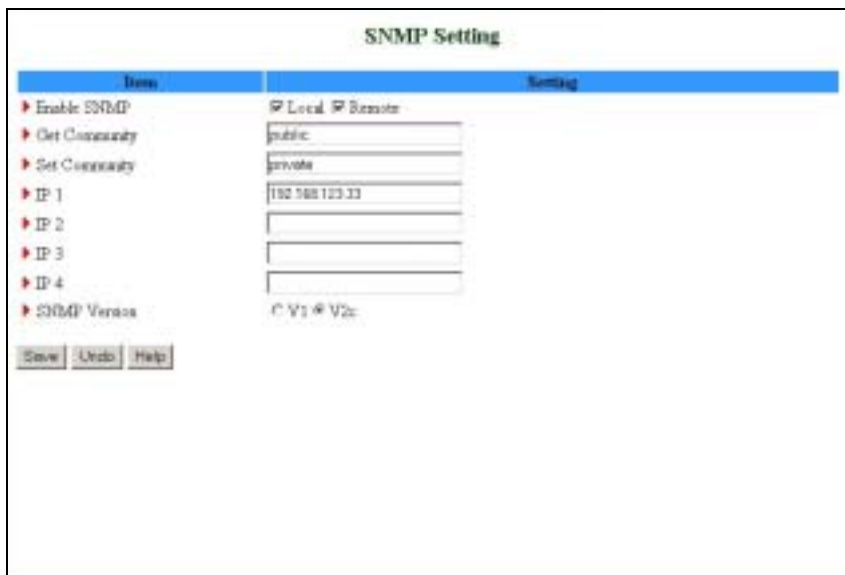 SNMP Setting
Item Setting
Enable SNMP Local Remote
Get Community public
Set Community private
IP 1 192.168.123.33
IP 2
IP 3
IP 4
SNMP Version V1 V2c
Save Undo Help